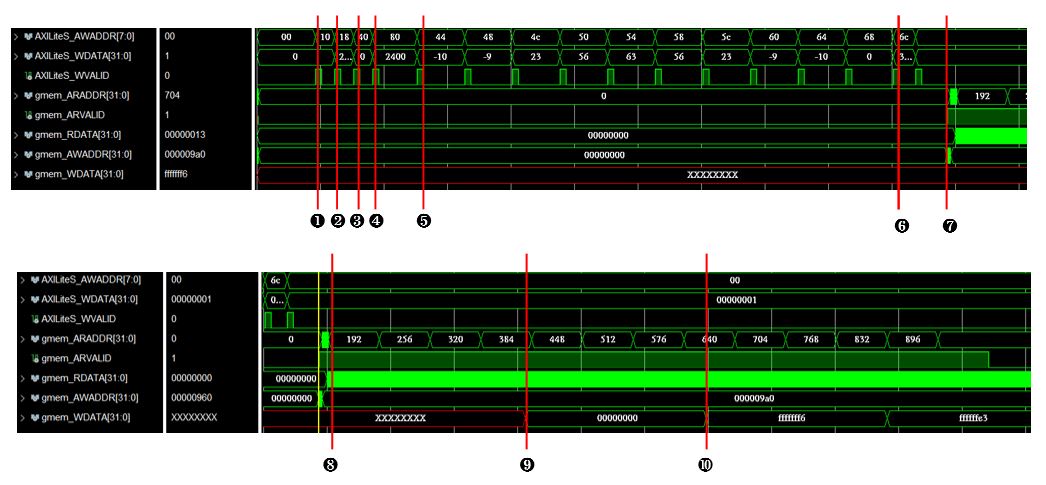 AXILiteS_AWADDR[7:0] 00 00 10 18 40 80 44 48 4c 50 54 58 5c 60 64 68 6c
AXILiteS_WDATA[31:0] 1 0 2... 0 2400 -10 -9 23 56 63 56 23 -9 -10 0 3...
AXILiteS_WVALID 0
gmem_ARADDR[31:0] 704 0 192
gmem_ARVALID 1
gmem_RDATA[31:0] 00000013 00000000
gmem_AWADDR[31:0] 000009a0 00000000
gmem_WDATA[31:0] fffffff6 XXXXXXXX
❶ ❷ ❸ ❹ ❺ ❻ ❼
AXILiteS_AWADDR[7:0] 00 6c 00
AXILiteS_WDATA[31:0] 00000001 0... 00000001
AXILiteS_WVALID 0
gmem_ARADDR[31:0] 0 0 192 256 320 384 448 512 576 640 704 768 832 896
gmem_ARVALID 1
gmem_RDATA[31:0] 00000000 00000000
gmem_AWADDR[31:0] 00000960 00000000 000009a0
gmem_WDATA[31:0] XXXXXXXX XXXXXXXX 00000000 fffffff6 ffffffe3
❽ ❾ ❿